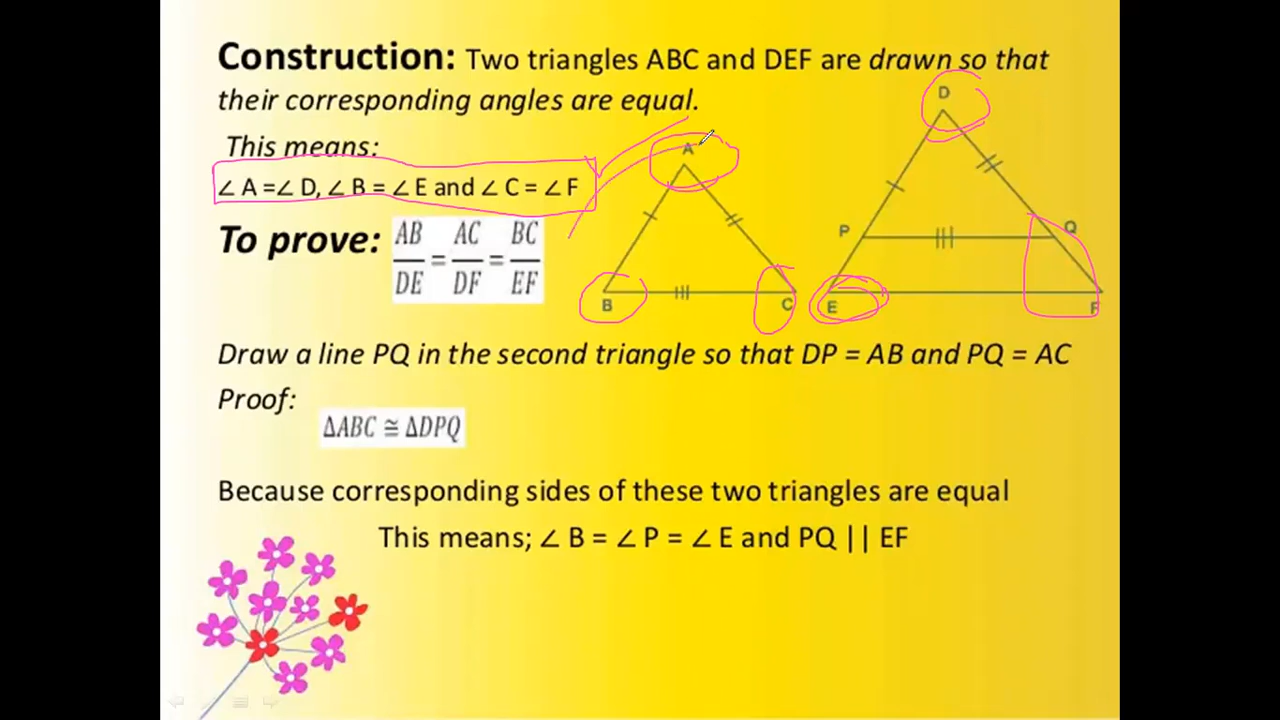 Construction: Two triangles ABC and DEF are drawn so that
their corresponding angles are equal.
This means:
∠ A =∠ D, ∠ B = ∠ E and ∠ C = ∠ F
To prove: AB/DE = AC/DF = BC/EF
A
B
C
D
P
Q
E
F
Draw a line PQ in the second triangle so that DP = AB and PQ = AC
Proof:
ΔABC ≅ ΔDPQ
Because corresponding sides of these two triangles are equal
This means; ∠ B = ∠ P = ∠ E and PQ || EF